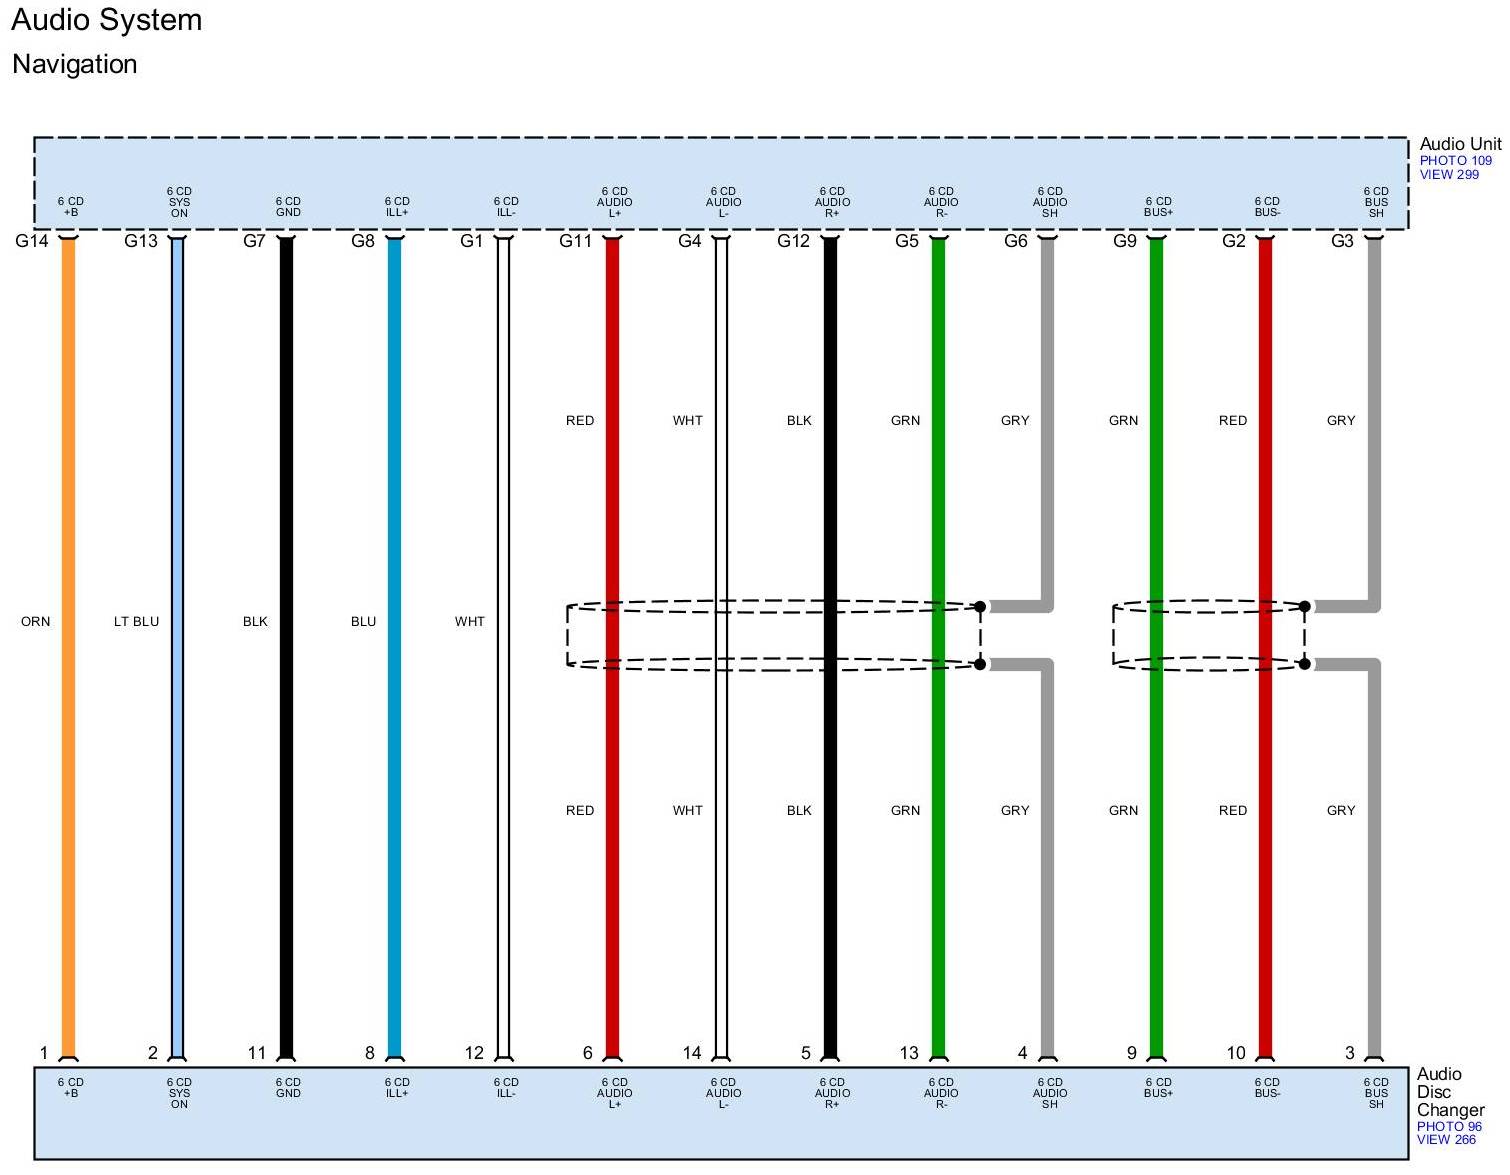 Audio System
Navigation
Audio Unit
PHOTO 109
VIEW 299
6 CD
+B
6 CD
SYS
ON
6 CD
GND
6 CD
ILL+
6 CD
ILL-
6 CD
AUDIO
L+
6 CD
AUDIO
L-
6 CD
AUDIO
R+
6 CD
AUDIO
R-
6 CD
AUDIO
SH
6 CD
BUS+
6 CD
BUS-
6 CD
BUS
SH
G14 G13 G7 G8 G1 G11 G4 G12 G5 G6 G9 G2 G3
RED WHT BLK GRN GRY GRN RED GRY
ORN LT BLU BLK BLU WHT
RED WHT BLK GRN GRY GRN RED GRY
1 2 11 8 12 6 14 5 13 4 9 10 3
6 CD
+B
6 CD
SYS
ON
6 CD
GND
6 CD
ILL+
6 CD
ILL-
6 CD
AUDIO
L+
6 CD
AUDIO
L-
6 CD
AUDIO
R+
6 CD
AUDIO
R-
6 CD
AUDIO
SH
6 CD
BUS+
6 CD
BUS-
6 CD
BUS
SH
Audio
Disc
Changer
PHOTO 96
VIEW 266